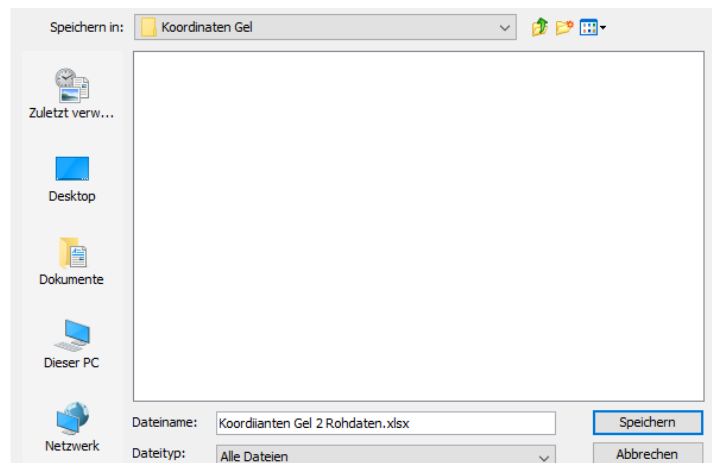 Speichern in: Koordinaten Gel
Zuletzt verw...
Desktop
Dokumente
Dieser PC
Netzwerk
Dateiname: Koordiianten Gel 2 Rohdaten.xlsx Speichern
Dateityp: Alle Dateien Abbrechen